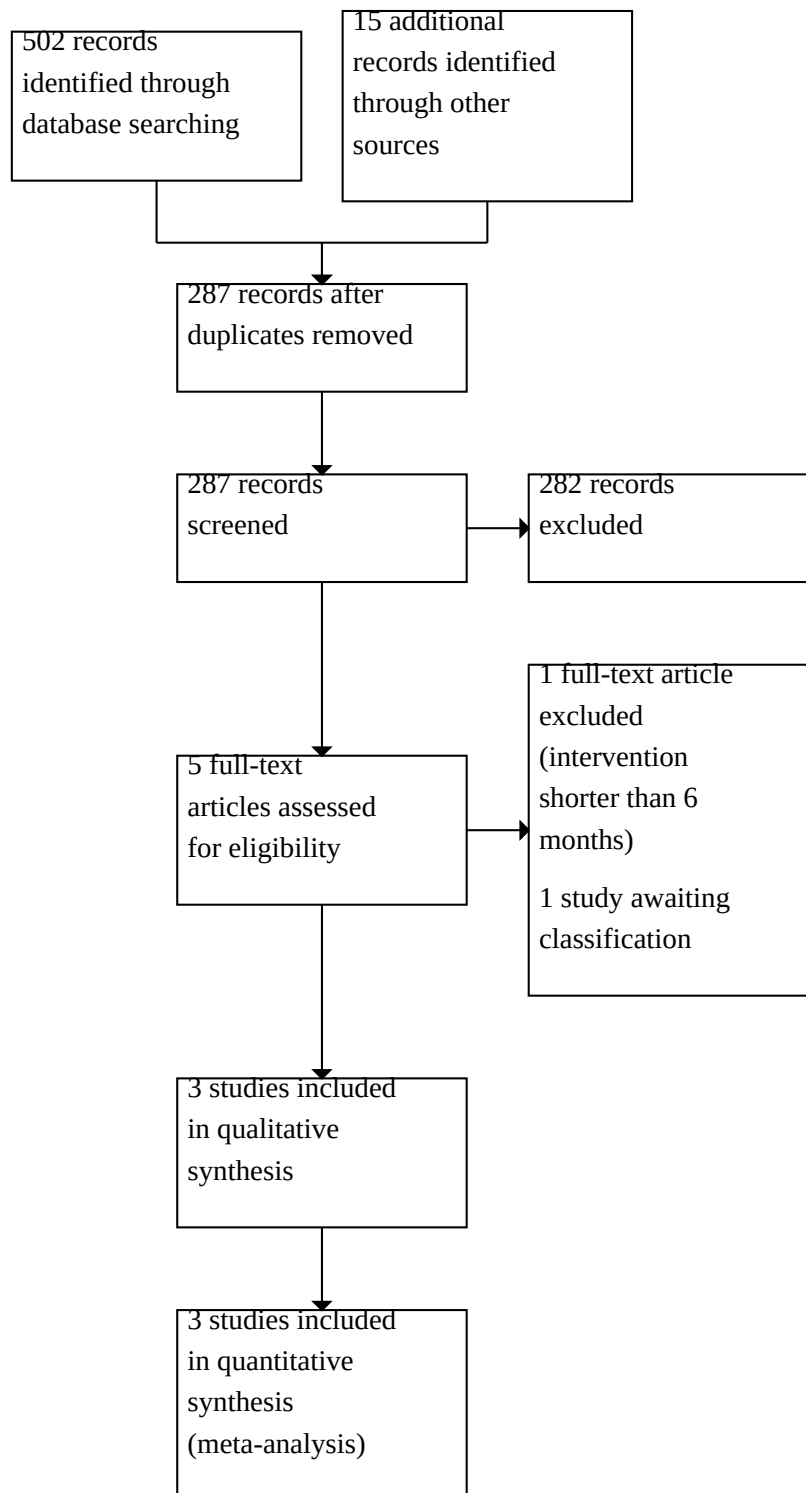 502 records
identified through
database searching
15 additional
records identified
through other
sources
287 records after
duplicates removed
287 records
screened
282 records
excluded
5 full-text
articles assessed
for eligibility
1 full-text article
excluded
(intervention
shorter than 6
months)
1 study awaiting
classification
3 studies included
in qualitative
synthesis
3 studies included
in quantitative
synthesis
(meta-analysis)